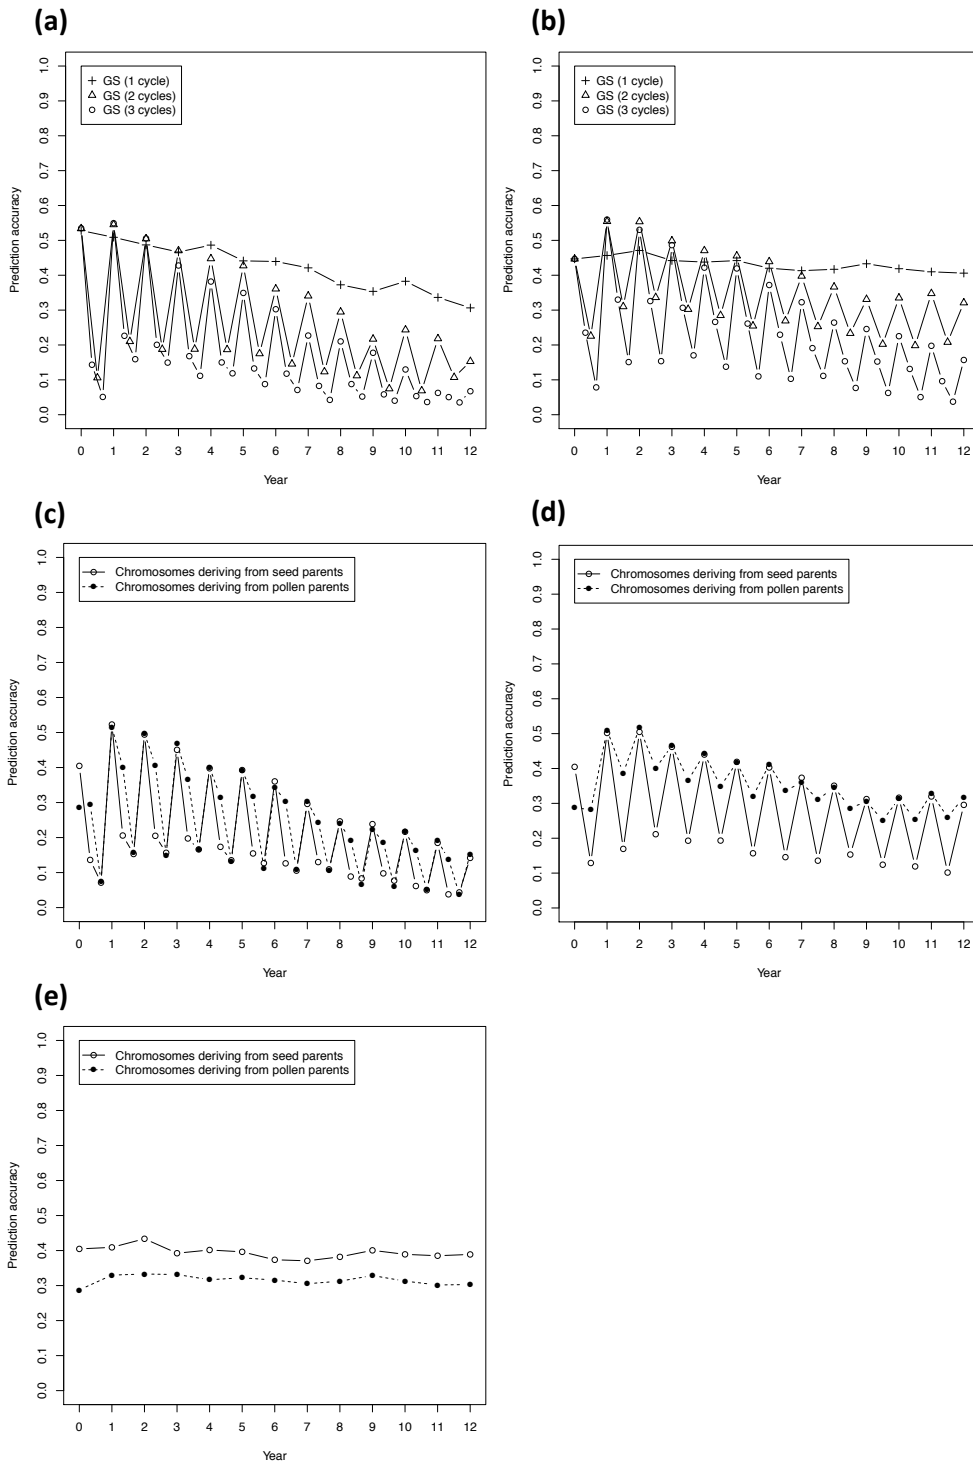 (a)
GS (1 cycle)
GS (2 cycles)
GS (3 cycles)
Prediction accuracy
1.0
0.9
0.8
0.7
0.6
0.5
0.4
0.3
0.2
0.1
0.0
0 1 2 3 4 5 6 7 8 9 10 11 12
Year
(b)
GS (1 cycle)
GS (2 cycles)
GS (3 cycles)
Prediction accuracy
1.0
0.9
0.8
0.7
0.6
0.5
0.4
0.3
0.2
0.1
0.0
0 1 2 3 4 5 6 7 8 9 10 11 12
Year
(c)
Chromosomes deriving from seed parents
Chromosomes deriving from pollen parents
Prediction accuracy
1.0
0.9
0.8
0.7
0.6
0.5
0.4
0.3
0.2
0.1
0.0
0 1 2 3 4 5 6 7 8 9 10 11 12
Year
(d)
Chromosomes deriving from seed parents
Chromosomes deriving from pollen parents
Prediction accuracy
1.0
0.9
0.8
0.7
0.6
0.5
0.4
0.3
0.2
0.1
0.0
0 1 2 3 4 5 6 7 8 9 10 11 12
Year
(e)
Chromosomes deriving from seed parents
Chromosomes deriving from pollen parents
Prediction accuracy
1.0
0.9
0.8
0.7
0.6
0.5
0.4
0.3
0.2
0.1
0.0
0 1 2 3 4 5 6 7 8 9 10 11 12
Year